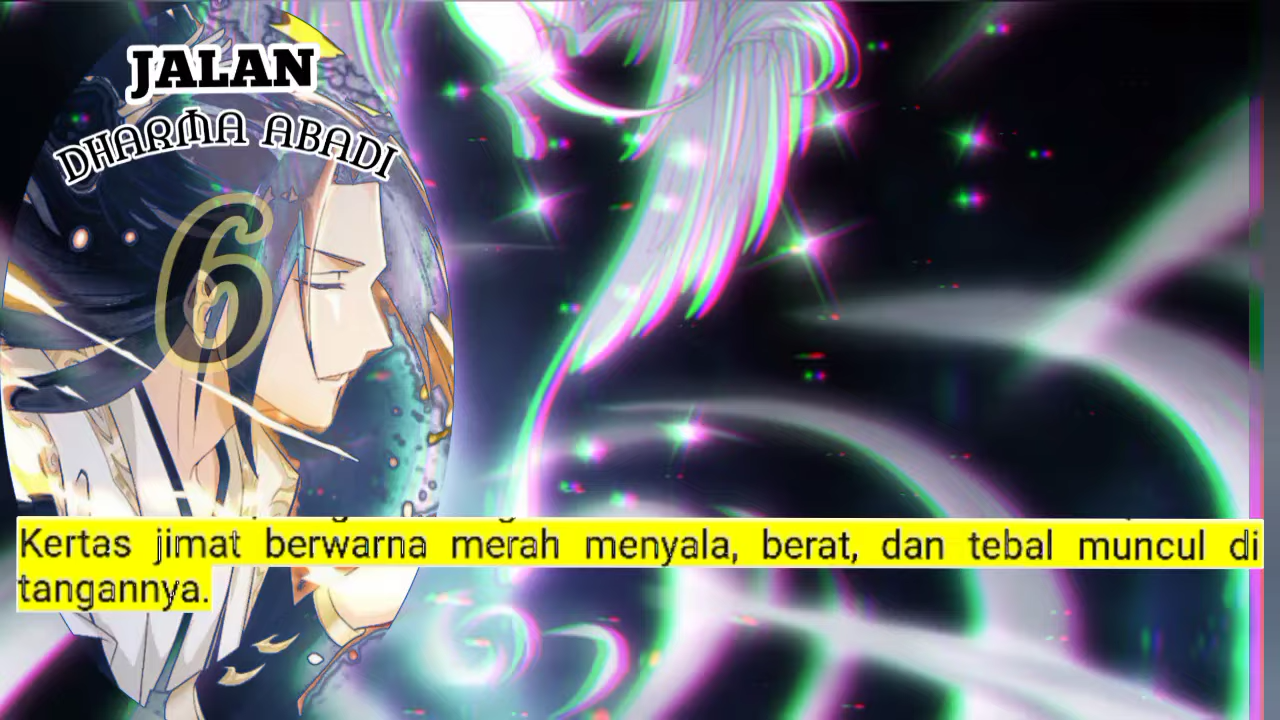 JALAN
DHARMA ABADI
6
Kertas jimat berwarna merah menyala, berat, dan tebal muncul di
tangannya.